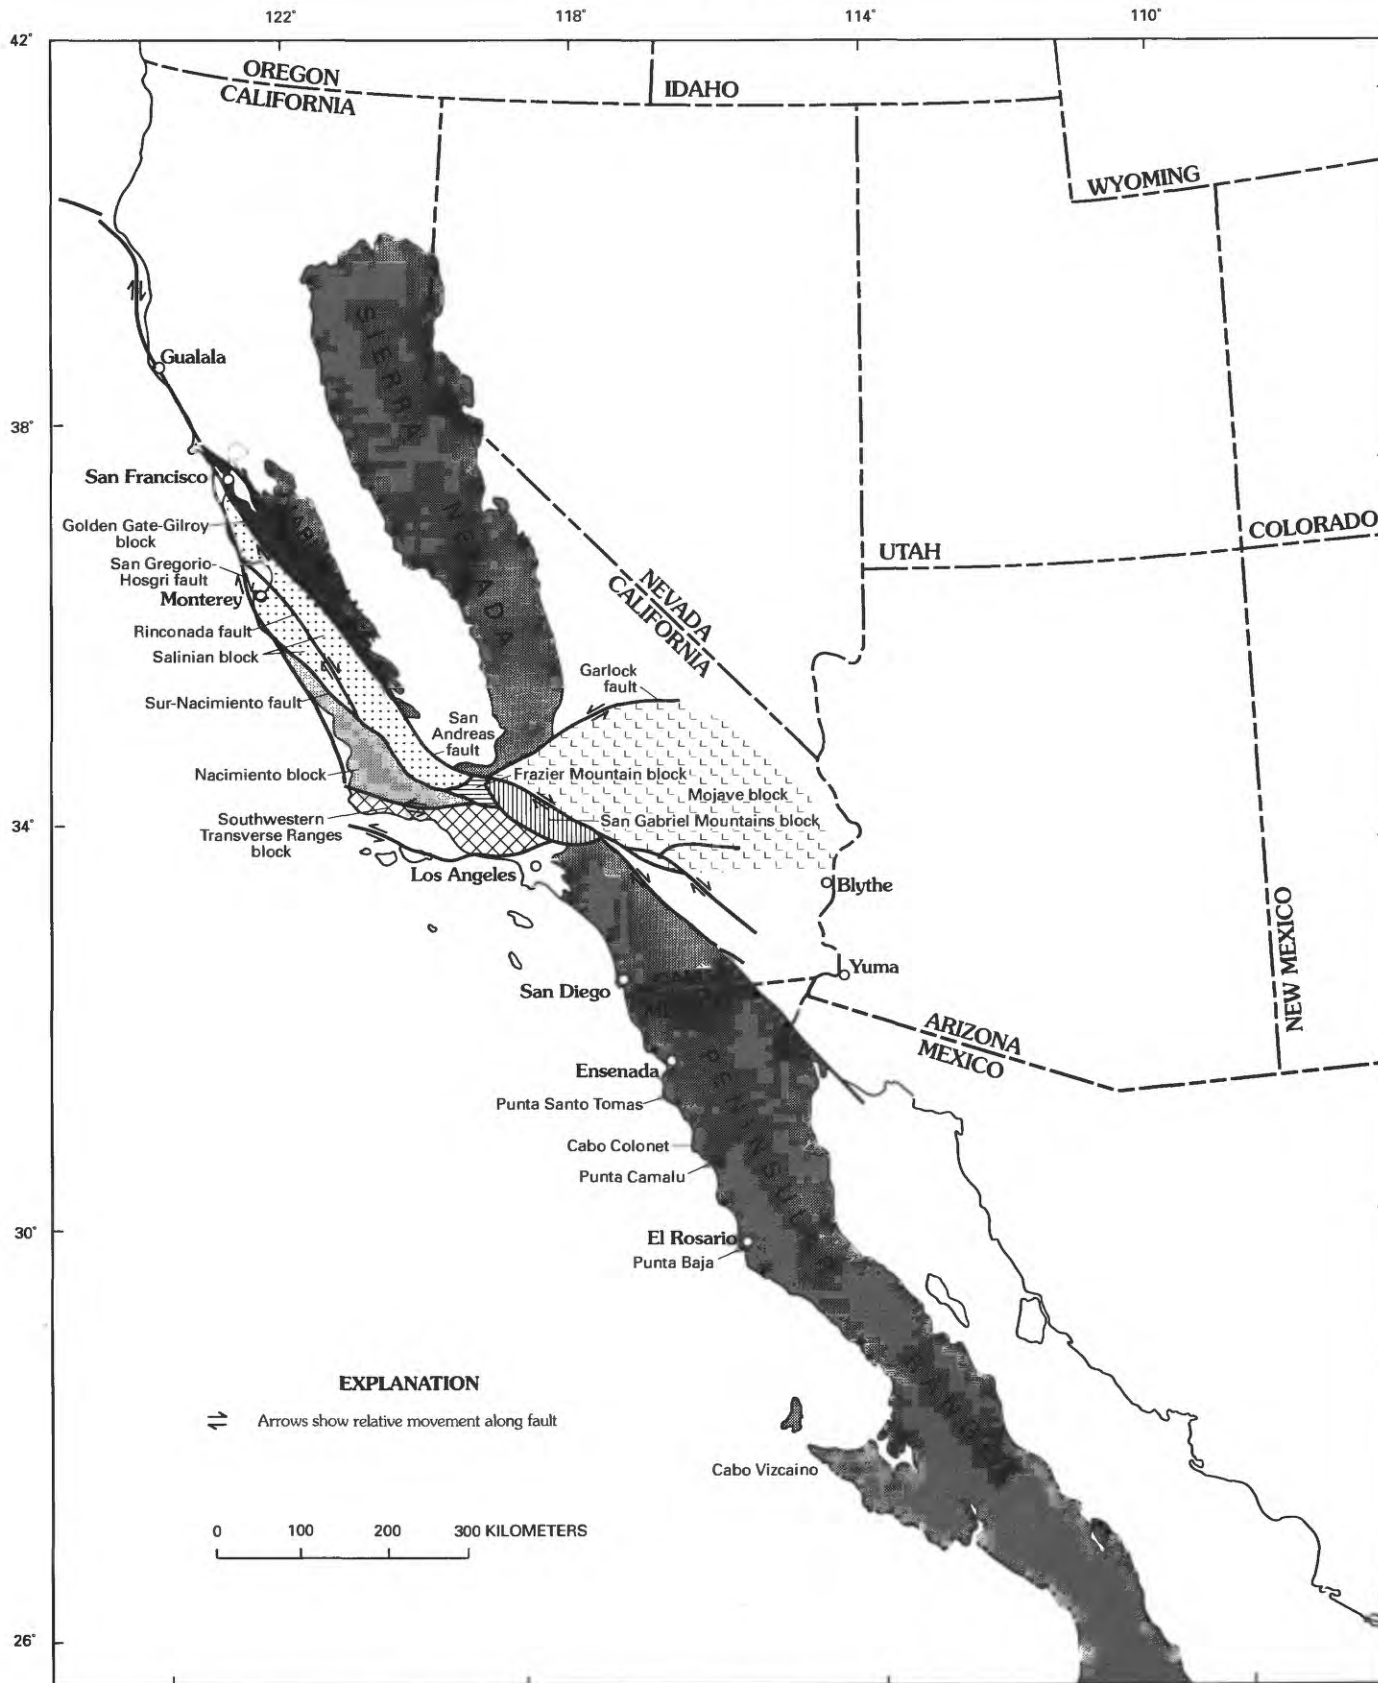 122° 118° 114° 110°
42°
OREGON
CALIFORNIA
IDAHO
WYOMING
Gualala
SIERRA NEVADA
38°
San Francisco
Golden Gate-Gilroy
block
San Gregorio-
Hosgri fault
Monterey
Rinconada fault
Salinian block
Sur-Nacimiento fault
Nacimiento block
Southwestern
Transverse Ranges
block
UTAH
COLORADO
NEVADA
CALIFORNIA
Garlock
fault
San
Andreas
fault
Frazier Mountain block
Mojave block
San Gabriel Mountains block
34°
Los Angeles
Blythe
Yuma
NEW MEXICO
San Diego
ARIZONA
MEXICO
Ensenada
Punta Santo Tomas
Cabo Colonet
Punta Camalu
30°
El Rosario
Punta Baja
EXPLANATION
Arrows show relative movement along fault
Cabo Vizcaino
0 100 200 300 KILOMETERS
26°